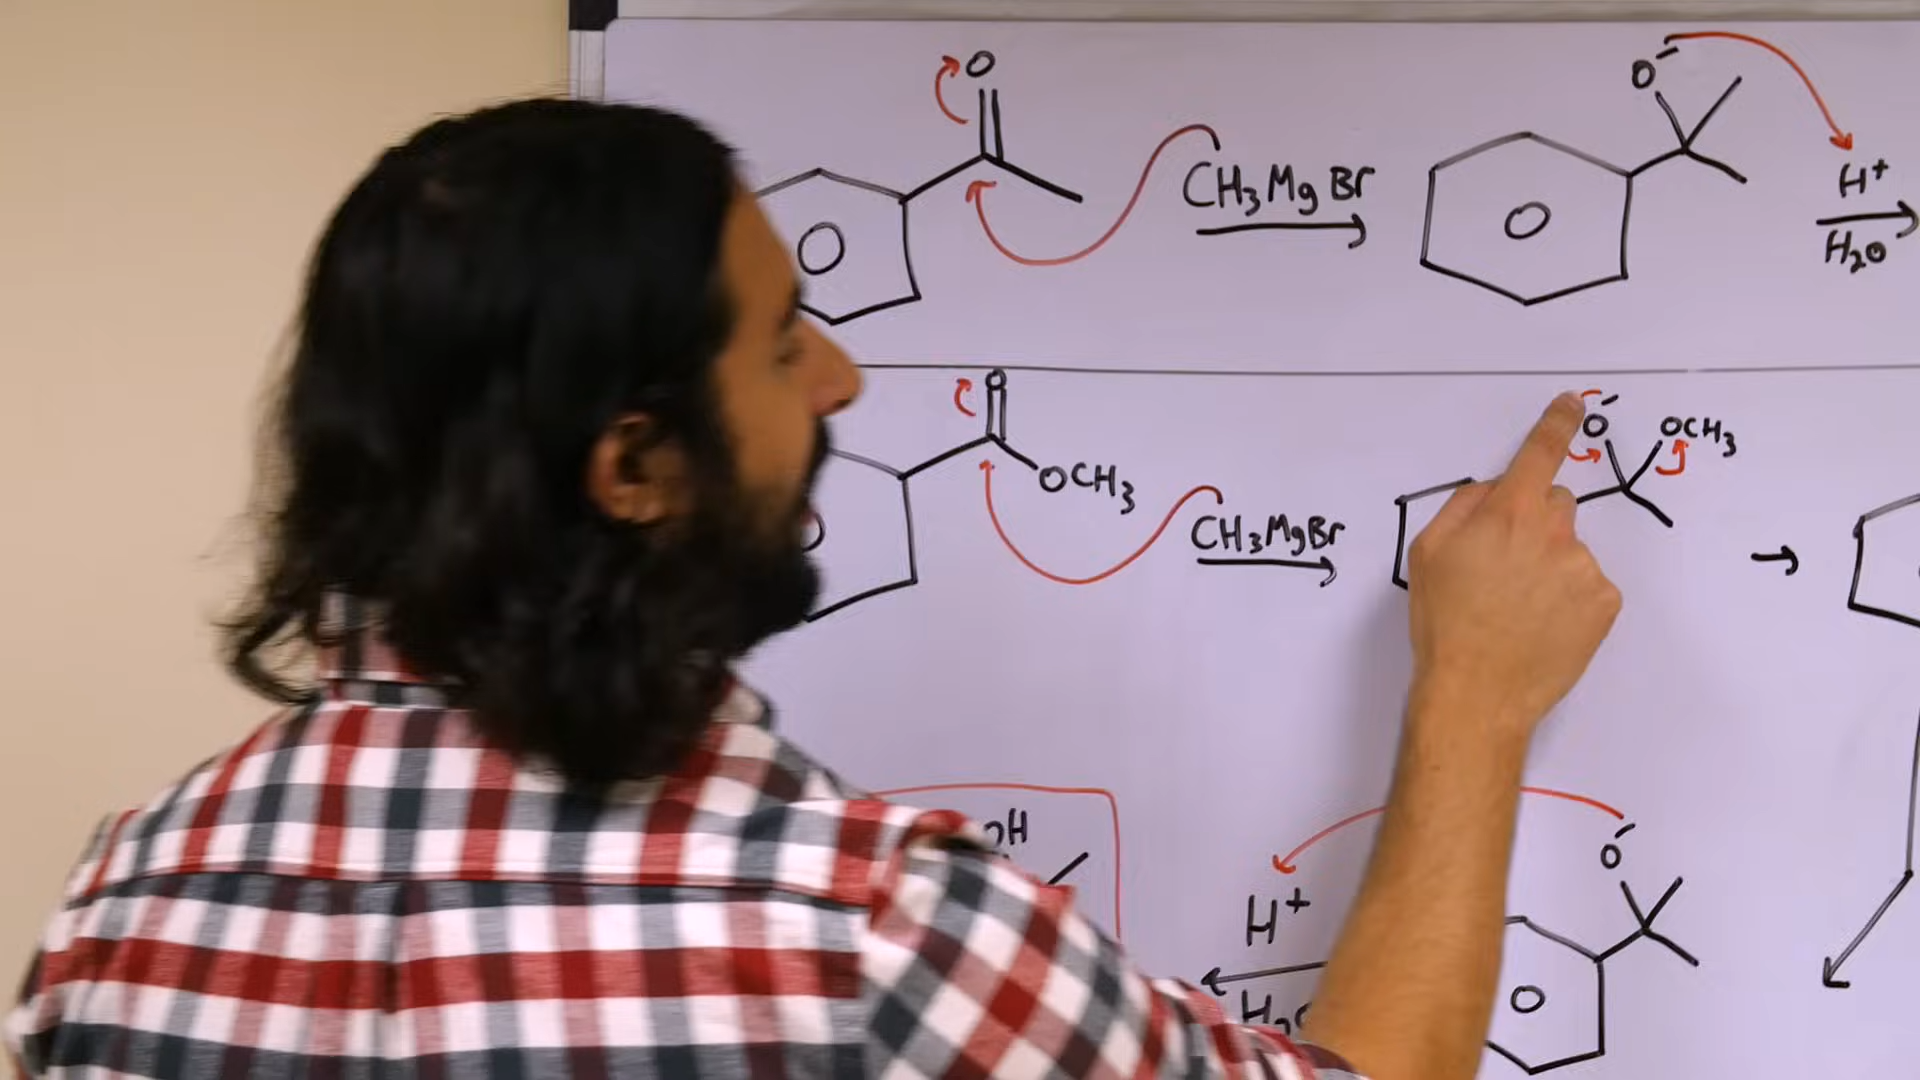 O
O⁻
CH₃MgBr
H⁺
H₂O
O
OCH₃
CH₃MgBr
O⁻
OCH₃
OH
H⁺
O⁻